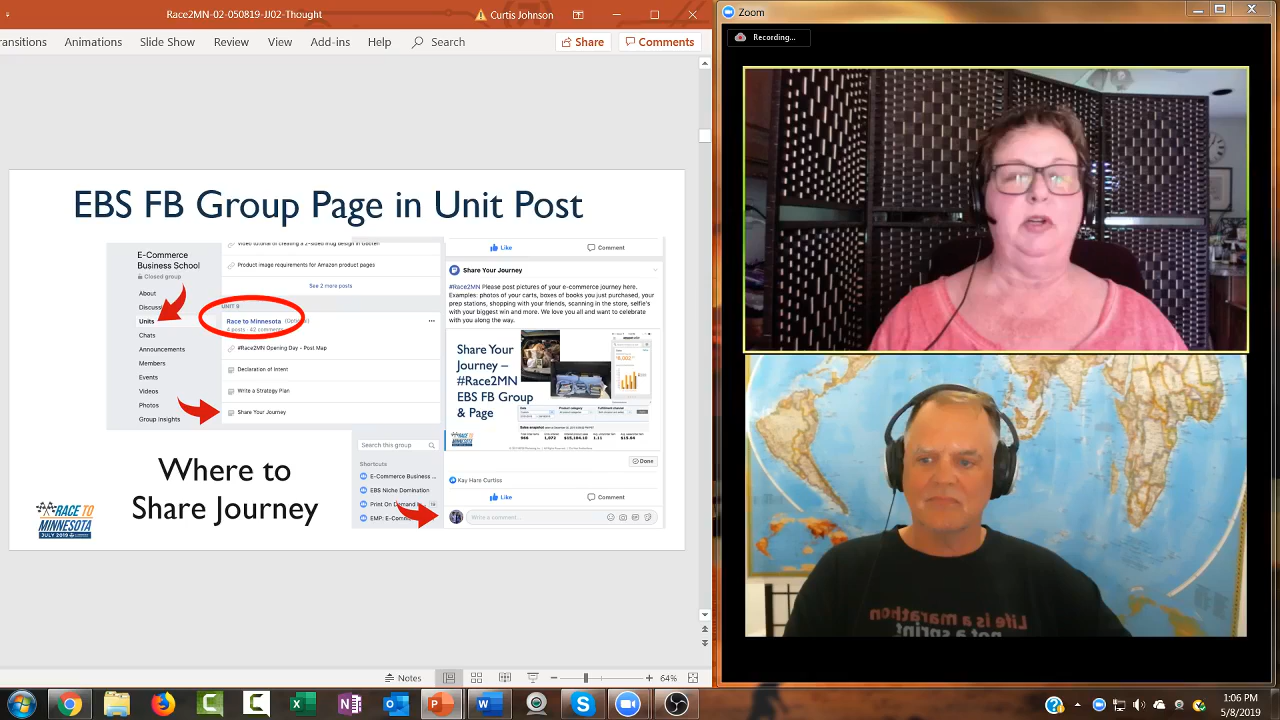 Race2MN-02-05019-JJ02-Thought
Curtis Johnson
Animations
Slide Show
Review
View
Add-ins
Help
Search
Share
Comments
Zoom
Recording...
EBS FB Group Page in Unit Post
E-Commerce
Business School
Closed group
About
Units
Chats
Announcements
Members
Events
Videos
Photos
Group Insights
Product image requirements for Amazon product pages
See 2 more posts
UNIT 9
Race to Minnesota
#Race2MN Opening Day - Post Map
Declaration of Intent
Write a Strategy Plan
Share Your Journey
Like
Comment
Share Your Journey
#Race2MN Please post pictures of your e-commerce journey here.
Examples: photos of your carts, boxes of books you just purchased, your
prep stations, shopping with your friends, scanning in the store, selfie's
with your biggest win and more. We love you all and want to celebrate
with you along the way.
Share Your
Journey –
#Race2MN
EBS FB Group
& Page
Done
Kay Hare Curtiss
Like
Comment
Write a comment...
Search this group
Shortcuts
E-Commerce Business ...
EBS Niche Domination
Print On Demand
EMP: E-Comm
Where to
Share Journey
RACE TO
MINNESOTA
JULY 2019
Life is a marathon
not a sprint
Notes
64%
1:06 PM
5/8/2019